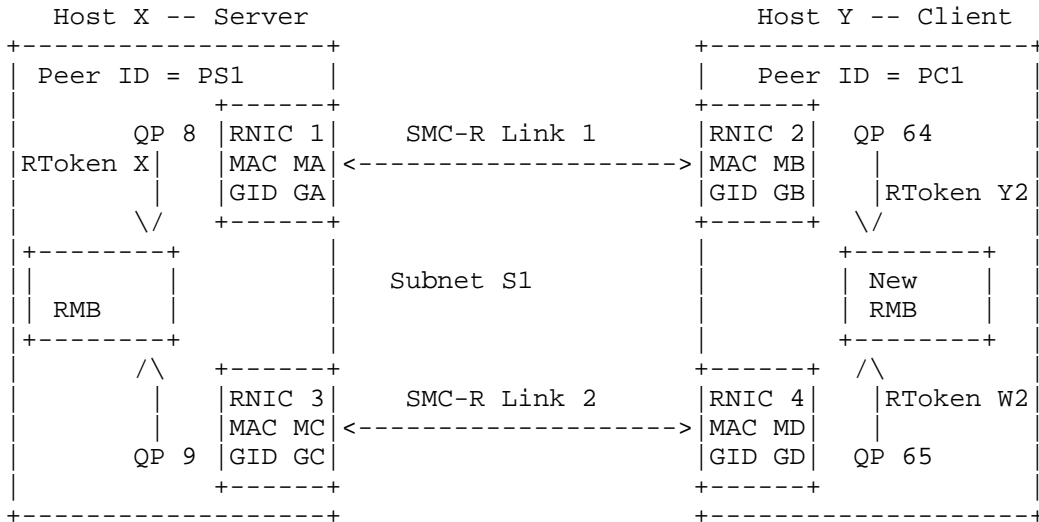 Host X -- Server Host Y -- Client
Peer ID = PS1 Peer ID = PC1
QP 8 RNIC 1 SMC-R Link 1 RNIC 2 QP 64
RToken X MAC MA MAC MB
GID GA GID GB RToken Y2
Subnet S1 New
RMB RMB
RNIC 3 SMC-R Link 2 RNIC 4 RToken W2
MAC MC MAC MD
QP 9 GID GC GID GD QP 65